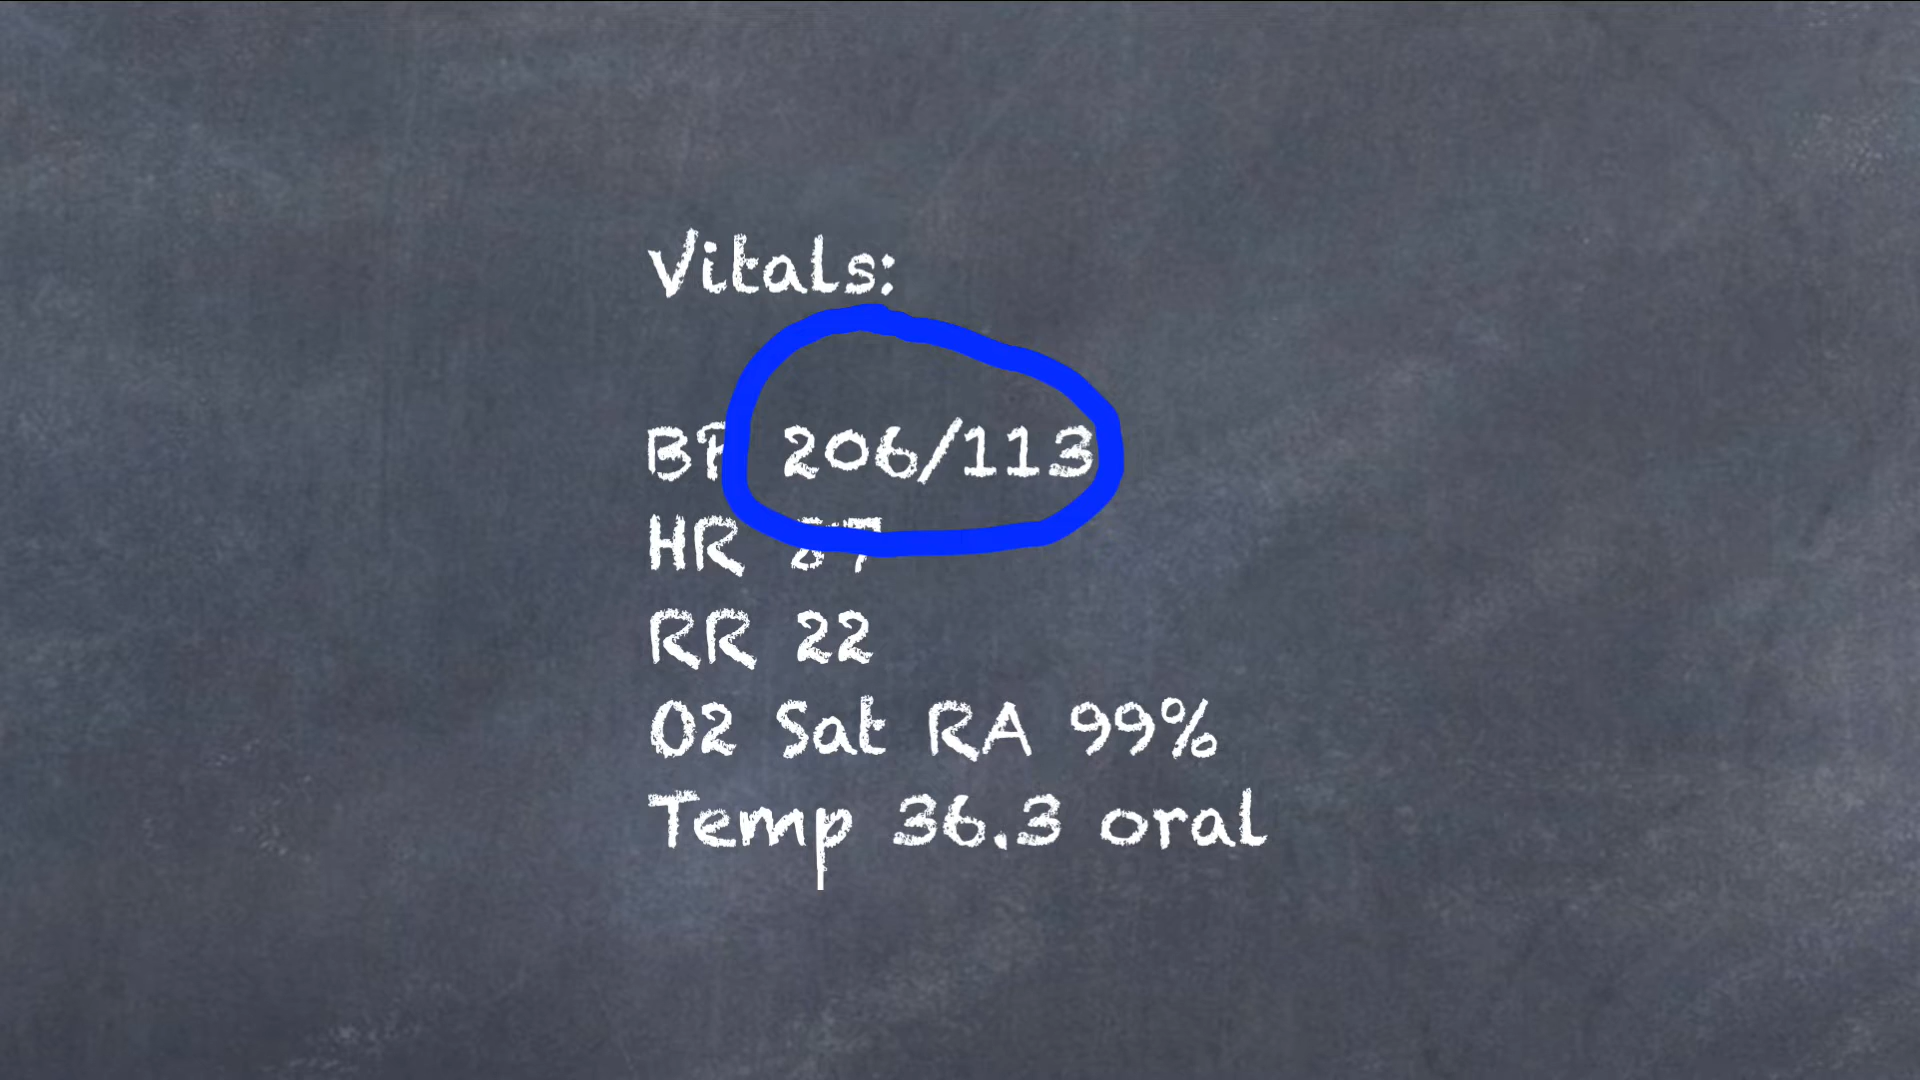 Vitals:
BP 206/113
HR
RR 22
O2 Sat RA 99%
Temp 36.3 oral